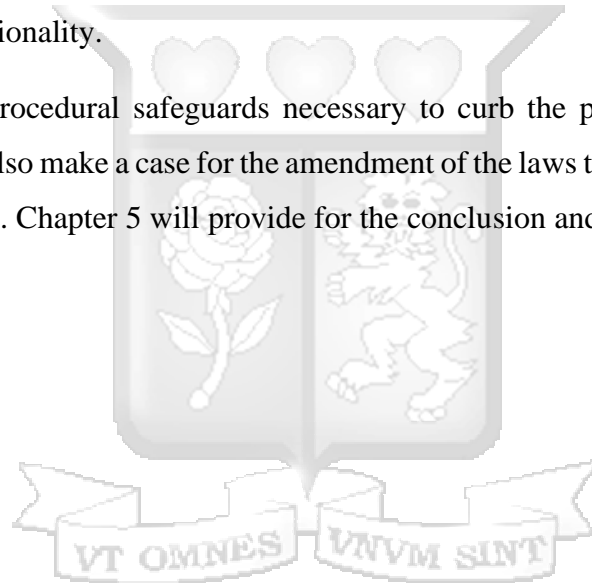 ionality.
rocedural safeguards necessary to curb the p
lso make a case for the amendment of the laws t
. Chapter 5 will provide for the conclusion and
VT OMNES VNVM SINT